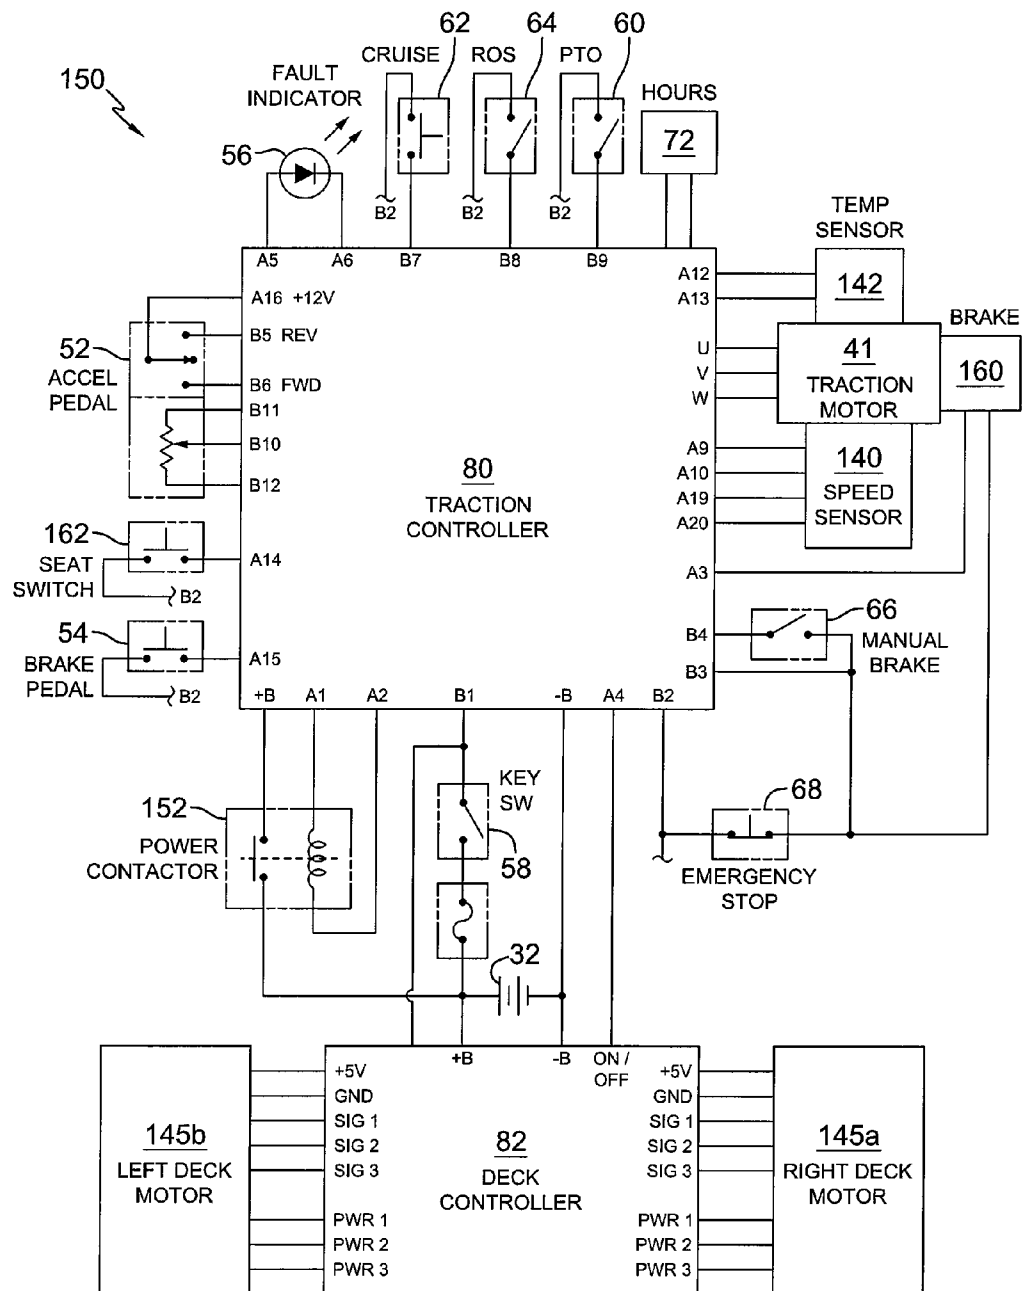 150
FAULT
INDICATOR
56
CRUISE
62
ROS
64
PTO
60
HOURS
72
B2
B2
B2
TEMP
SENSOR
142
BRAKE
160
41
TRACTION
MOTOR
140
SPEED
SENSOR
A5
A6
B7
B8
B9
A16 +12V
B5 REV
B6 FWD
B11
B10
B12
A14
A15
A12
A13
U
V
W
A9
A10
A19
A20
A3
B4
B3
80
TRACTION
CONTROLLER
52
ACCEL
PEDAL
162
SEAT
SWITCH
B2
54
BRAKE
PEDAL
B2
+B
A1
A2
B1
-B
A4
B2
66
MANUAL
BRAKE
KEY
SW
58
68
EMERGENCY
STOP
152
POWER
CONTACTOR
32
+B
-B
ON /
OFF
145b
LEFT DECK
MOTOR
+5V
GND
SIG 1
SIG 2
SIG 3
PWR 1
PWR 2
PWR 3
82
DECK
CONTROLLER
+5V
GND
SIG 1
SIG 2
SIG 3
PWR 1
PWR 2
PWR 3
145a
RIGHT DECK
MOTOR